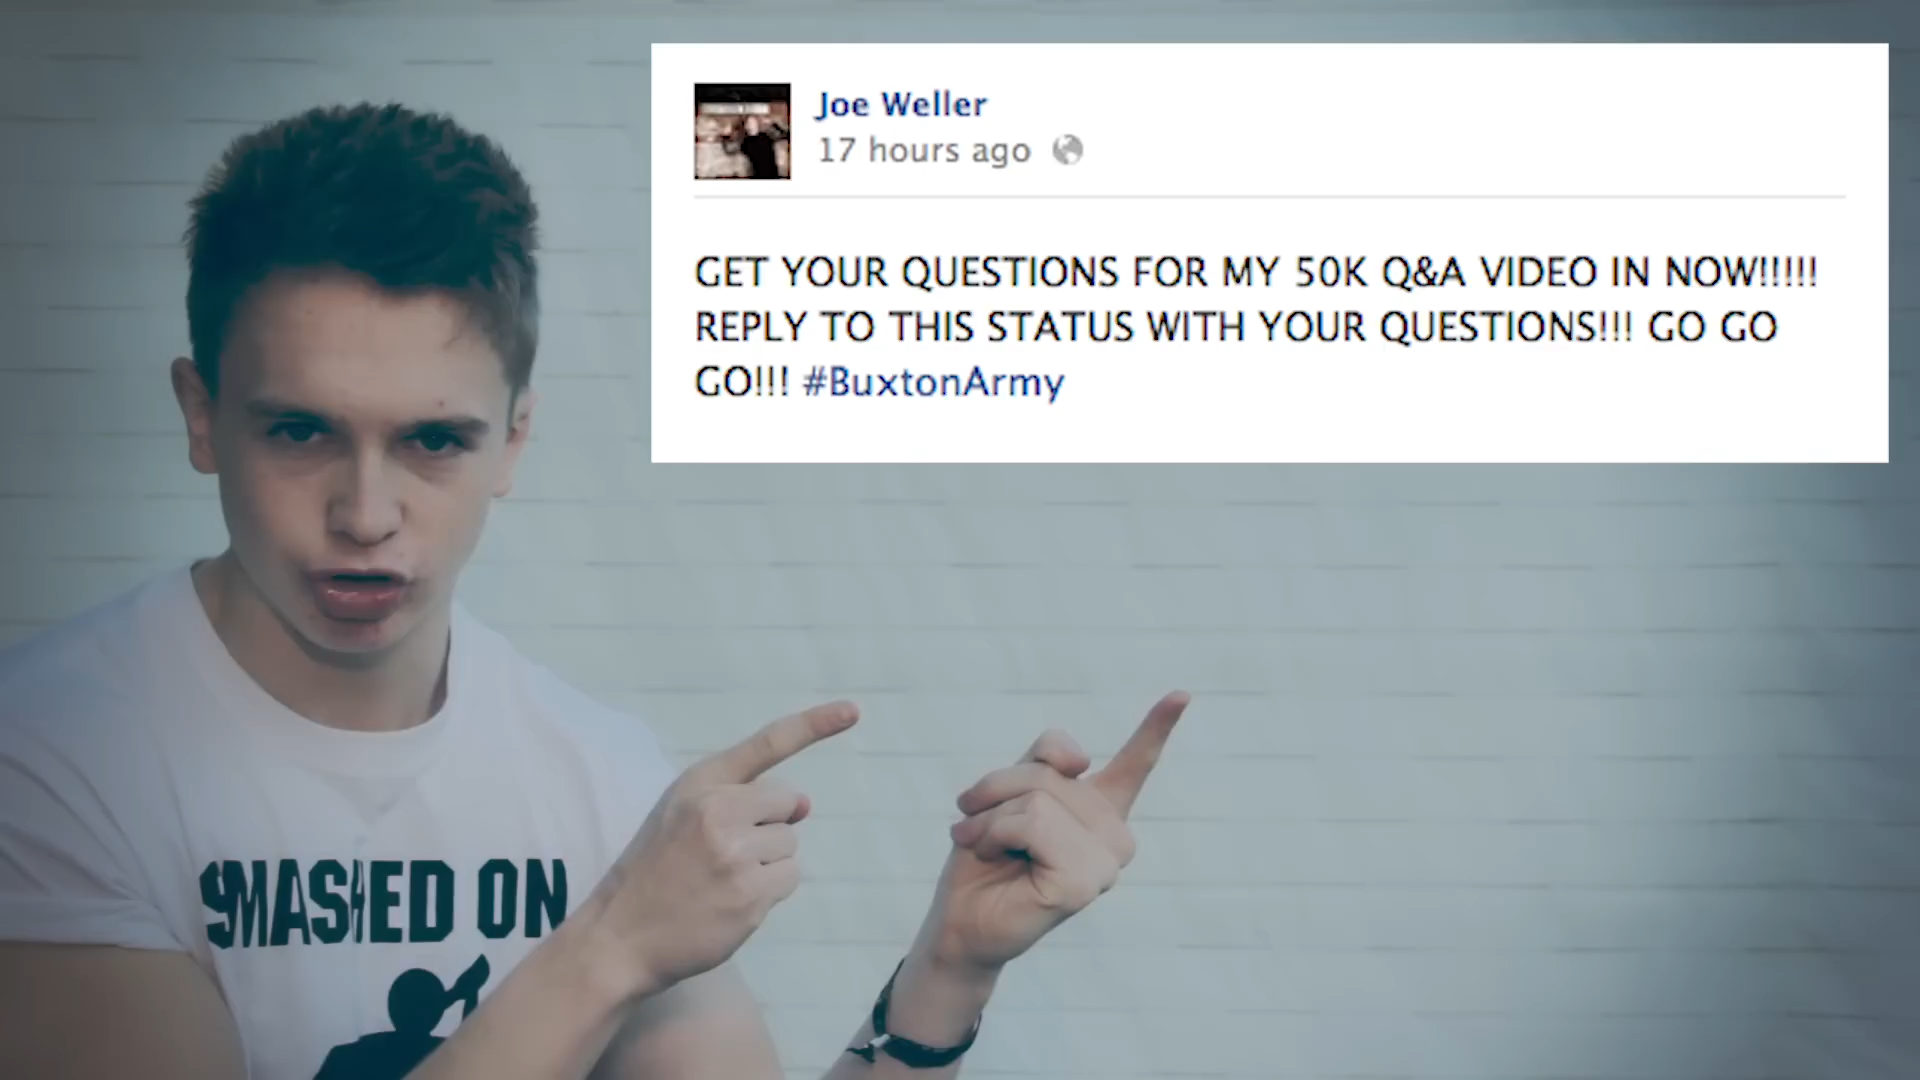 Joe Weller
17 hours ago
GET YOUR QUESTIONS FOR MY 50K Q&A VIDEO IN NOW!!!!!
REPLY TO THIS STATUS WITH YOUR QUESTIONS!!! GO GO
GO!!! #BuxtonArmy
SMASHED ON